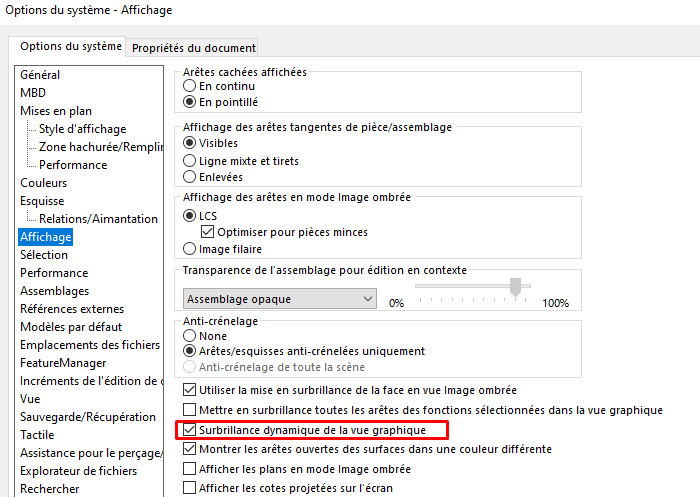 Options du système - Affichage
Options du système
Propriétés du document
Général
MBD
Mises en plan
Style d'affichage
Zone hachurée/Remplir
Performance
Couleurs
Esquisse
Relations/Aimantation
Affichage
Sélection
Performance
Assemblages
Références externes
Modèles par défaut
Emplacements des fichiers
FeatureManager
Incréments de l'édition de c
Vue
Sauvegarde/Récupération
Tactile
Assistance pour le perçage/
Explorateur de fichiers
Rechercher
Arêtes cachées affichées
En continu
En pointillé
Affichage des arêtes tangentes de pièce/assemblage
Visibles
Ligne mixte et tirets
Enlevées
Affichage des arêtes en mode Image ombrée
LCS
Optimiser pour pièces minces
Image filaire
Transparence de l'assemblage pour édition en contexte
Assemblage opaque
0%
100%
Anti-crénelage
None
Arêtes/esquisses anti-crénelées uniquement
Anti-crénelage de toute la scène
Utiliser la mise en surbrillance de la face en vue Image ombrée
Mettre en surbrillance toutes les arêtes des fonctions sélectionnées dans la vue graphique
Surbrillance dynamique de la vue graphique
Montrer les arêtes ouvertes des surfaces dans une couleur différente
Afficher les plans en mode Image ombrée
Afficher les cotes projetées sur l'écran